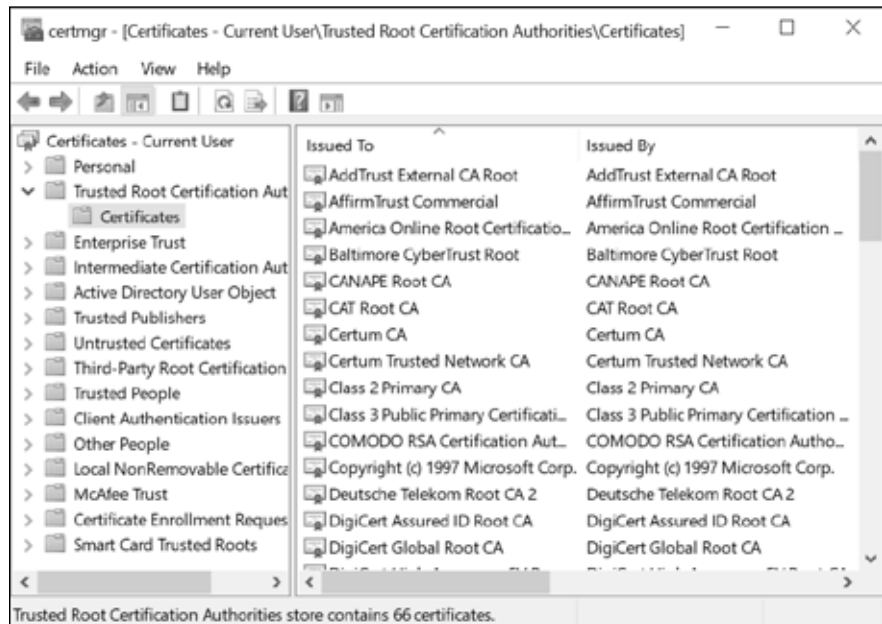 certmgr - [Certificates - Current User\Trusted Root Certification Authorities\Certificates]
File Action View Help
Certificates - Current User
Personal
Trusted Root Certification Aut
Certificates
Enterprise Trust
Intermediate Certification Aut
Active Directory User Object
Trusted Publishers
Untrusted Certificates
Third-Party Root Certification
Trusted People
Client Authentication Issuers
Other People
Local NonRemovable Certifica
McAfee Trust
Certificate Enrollment Reques
Smart Card Trusted Roots
Issued To Issued By
AddTrust External CA Root AddTrust External CA Root
AffirmTrust Commercial AffirmTrust Commercial
America Online Root Certificatio... America Online Root Certification ...
Baltimore CyberTrust Root Baltimore CyberTrust Root
CANAPE Root CA CANAPE Root CA
CAT Root CA CAT Root CA
Certum CA Certum CA
Certum Trusted Network CA Certum Trusted Network CA
Class 2 Primary CA Class 2 Primary CA
Class 3 Public Primary Certificati... Class 3 Public Primary Certification ...
COMODO RSA Certification Aut... COMODO RSA Certification Autho...
Copyright (c) 1997 Microsoft Corp. Copyright (c) 1997 Microsoft Corp.
Deutsche Telekom Root CA 2 Deutsche Telekom Root CA 2
DigiCert Assured ID Root CA DigiCert Assured ID Root CA
DigiCert Global Root CA DigiCert Global Root CA
Trusted Root Certification Authorities store contains 66 certificates.